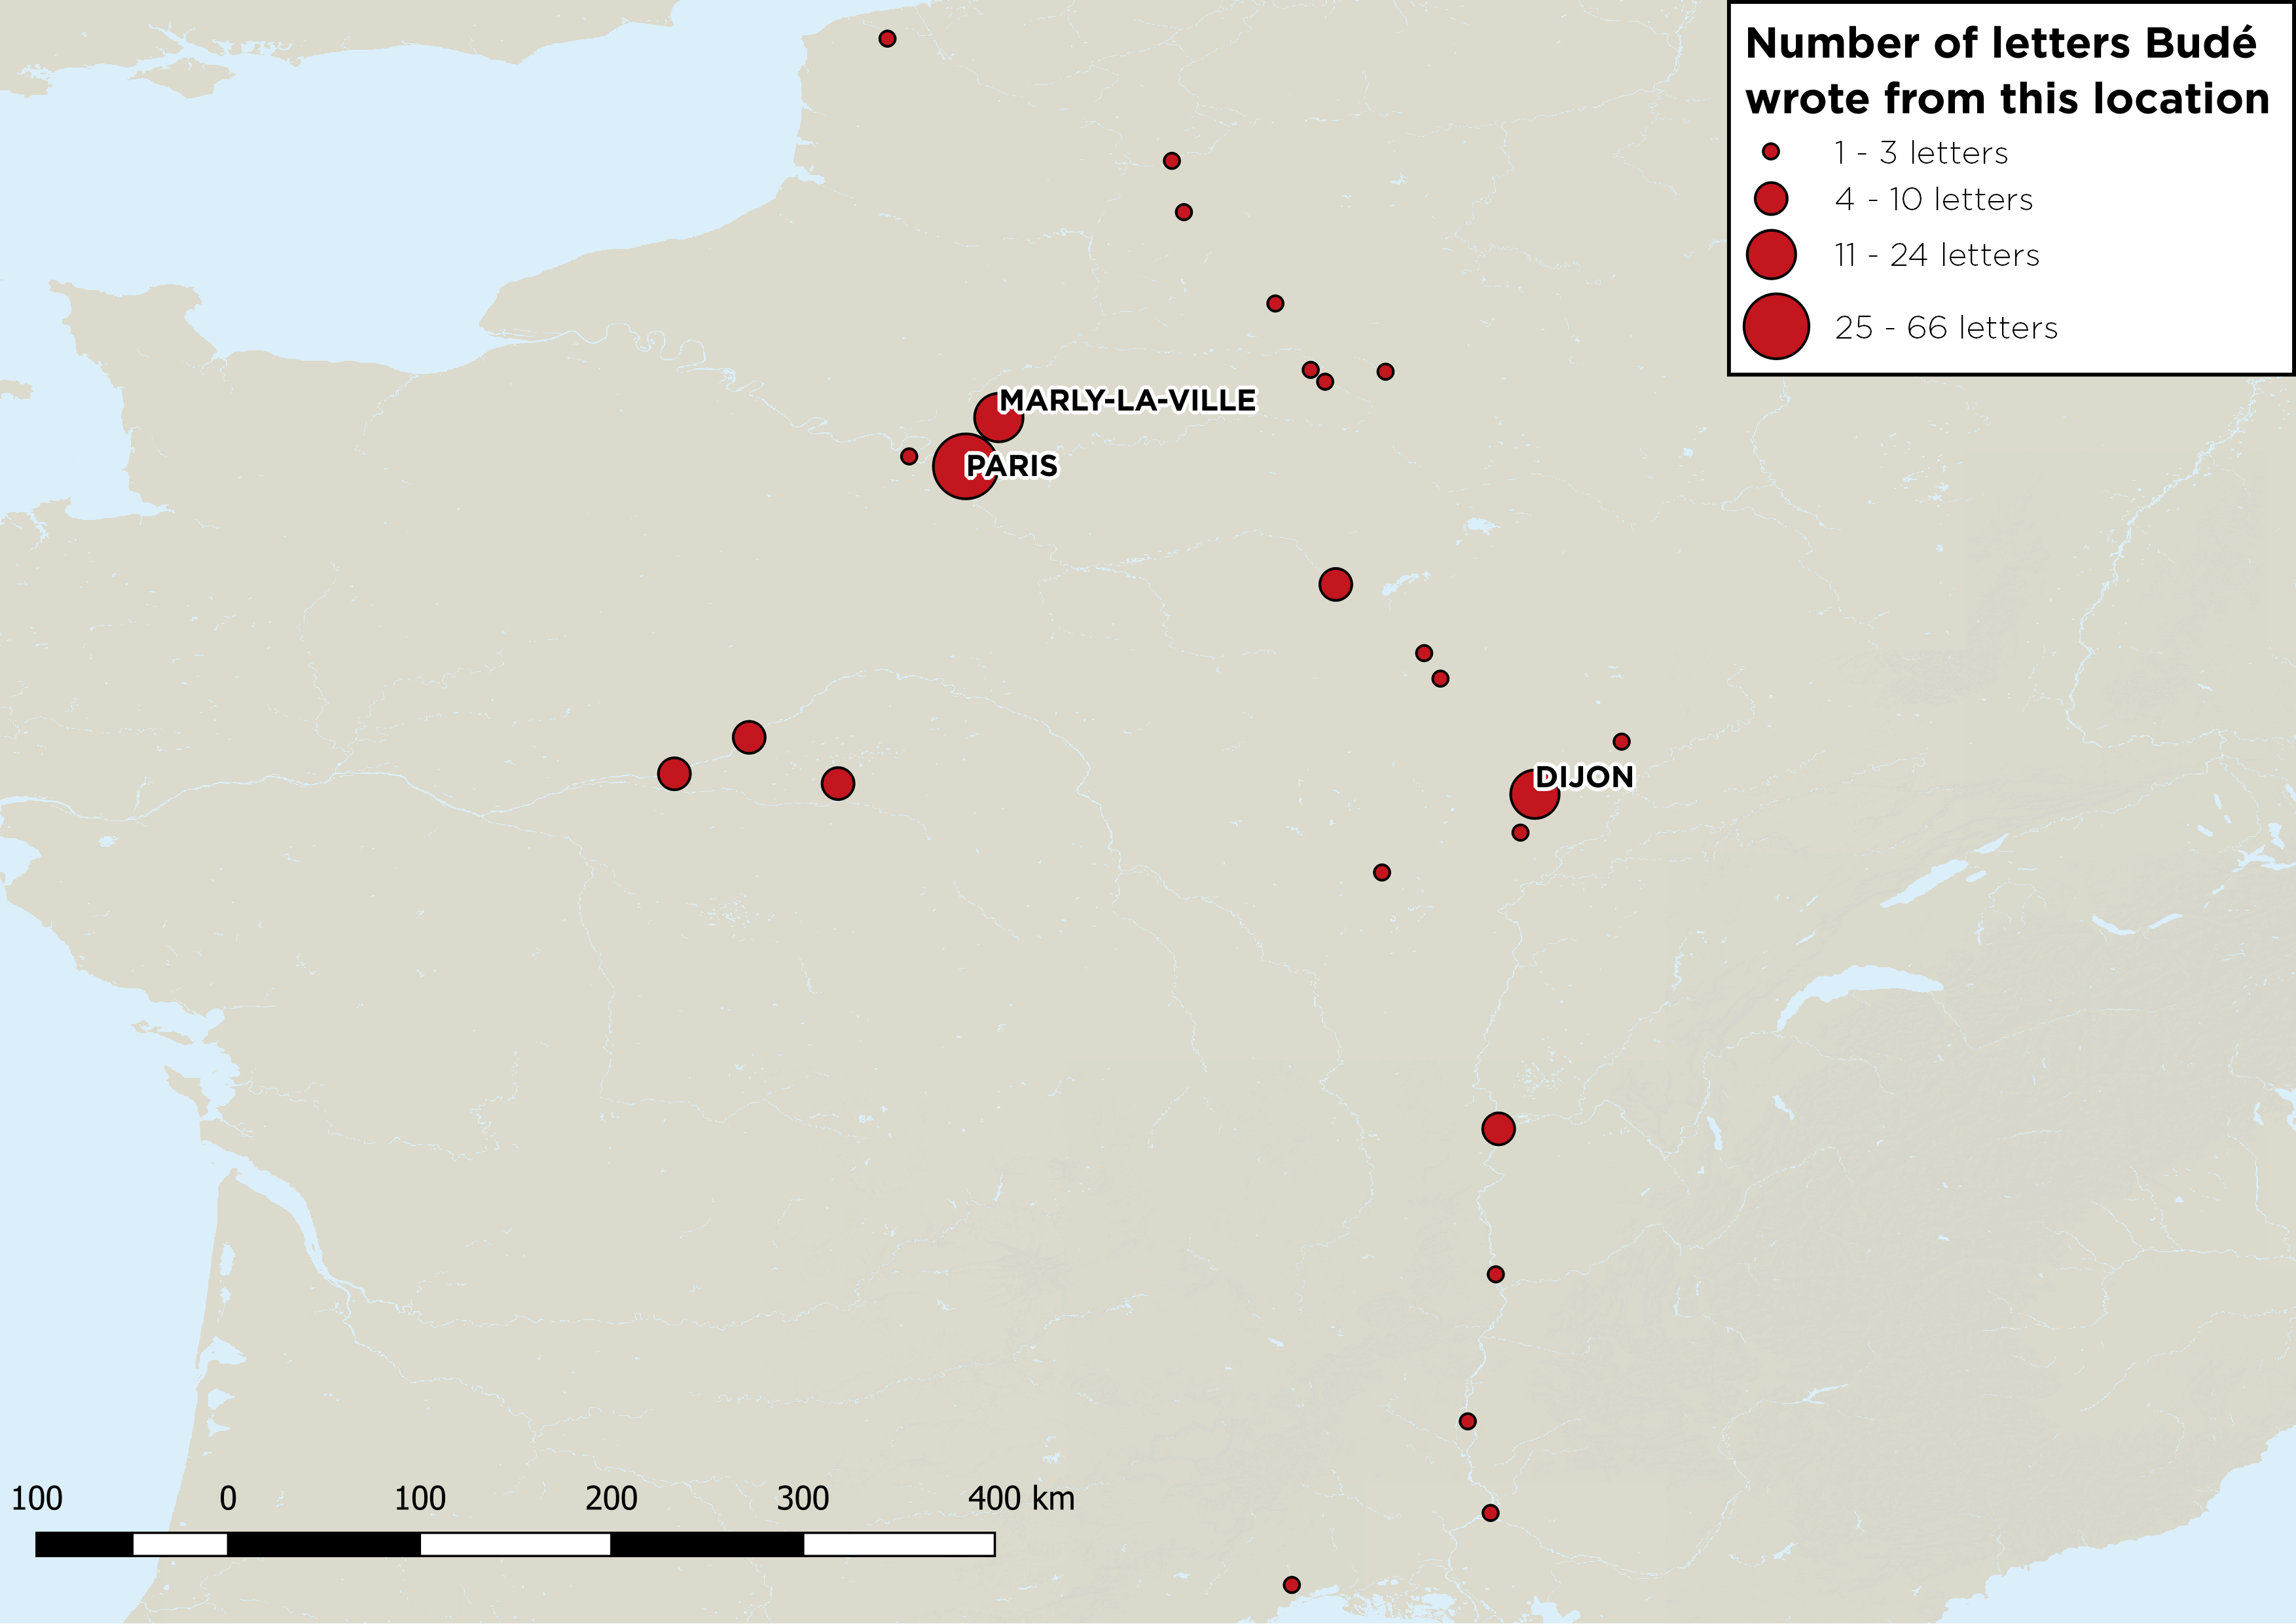 Number of letters Budé
wrote from this location
1 - 3 letters
4 - 10 letters
11 - 24 letters
25 - 66 letters
MARLY-LA-VILLE
PARIS
DIJON
100 0 100 200 300 400 km